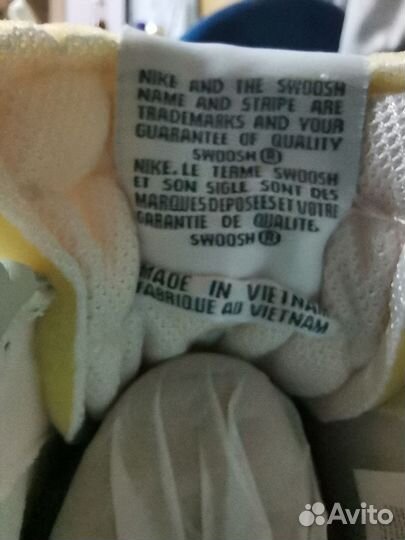 NIKE AND THE SWOOSH
NAME AND STRIPE ARE
TRADEMARKS AND YOUR
GUARANTEE OF QUALITY
SWOOSH®
NIKE, LE TERME SWOOSH
ET SON SIGLE SONT DES
MARQUES DEPOSEES ET VOTRE
GARANTIE DE QUALITE.
SWOOSH®
MADE IN VIETNAM
FABRIQUE AU VIETNAM
Avito